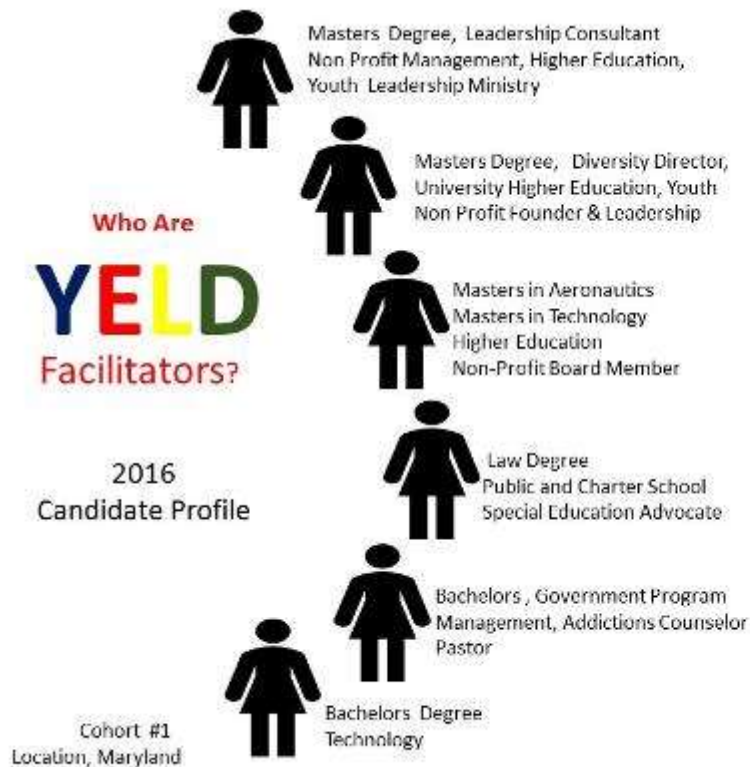 Masters Degree, Leadership Consultant
Non Profit Management, Higher Education,
Youth Leadership Ministry
Masters Degree, Diversity Director,
University Higher Education, Youth
Non Profit Founder & Leadership
Who Are
YELD
Facilitators?
Masters in Aeronautics
Masters in Technology
Higher Education
Non-Profit Board Member
2016
Candidate Profile
Law Degree
Public and Charter School
Special Education Advocate
Bachelors , Government Program
Management, Addictions Counselor
Pastor
Bachelors Degree
Technology
Cohort #1
Location, Maryland